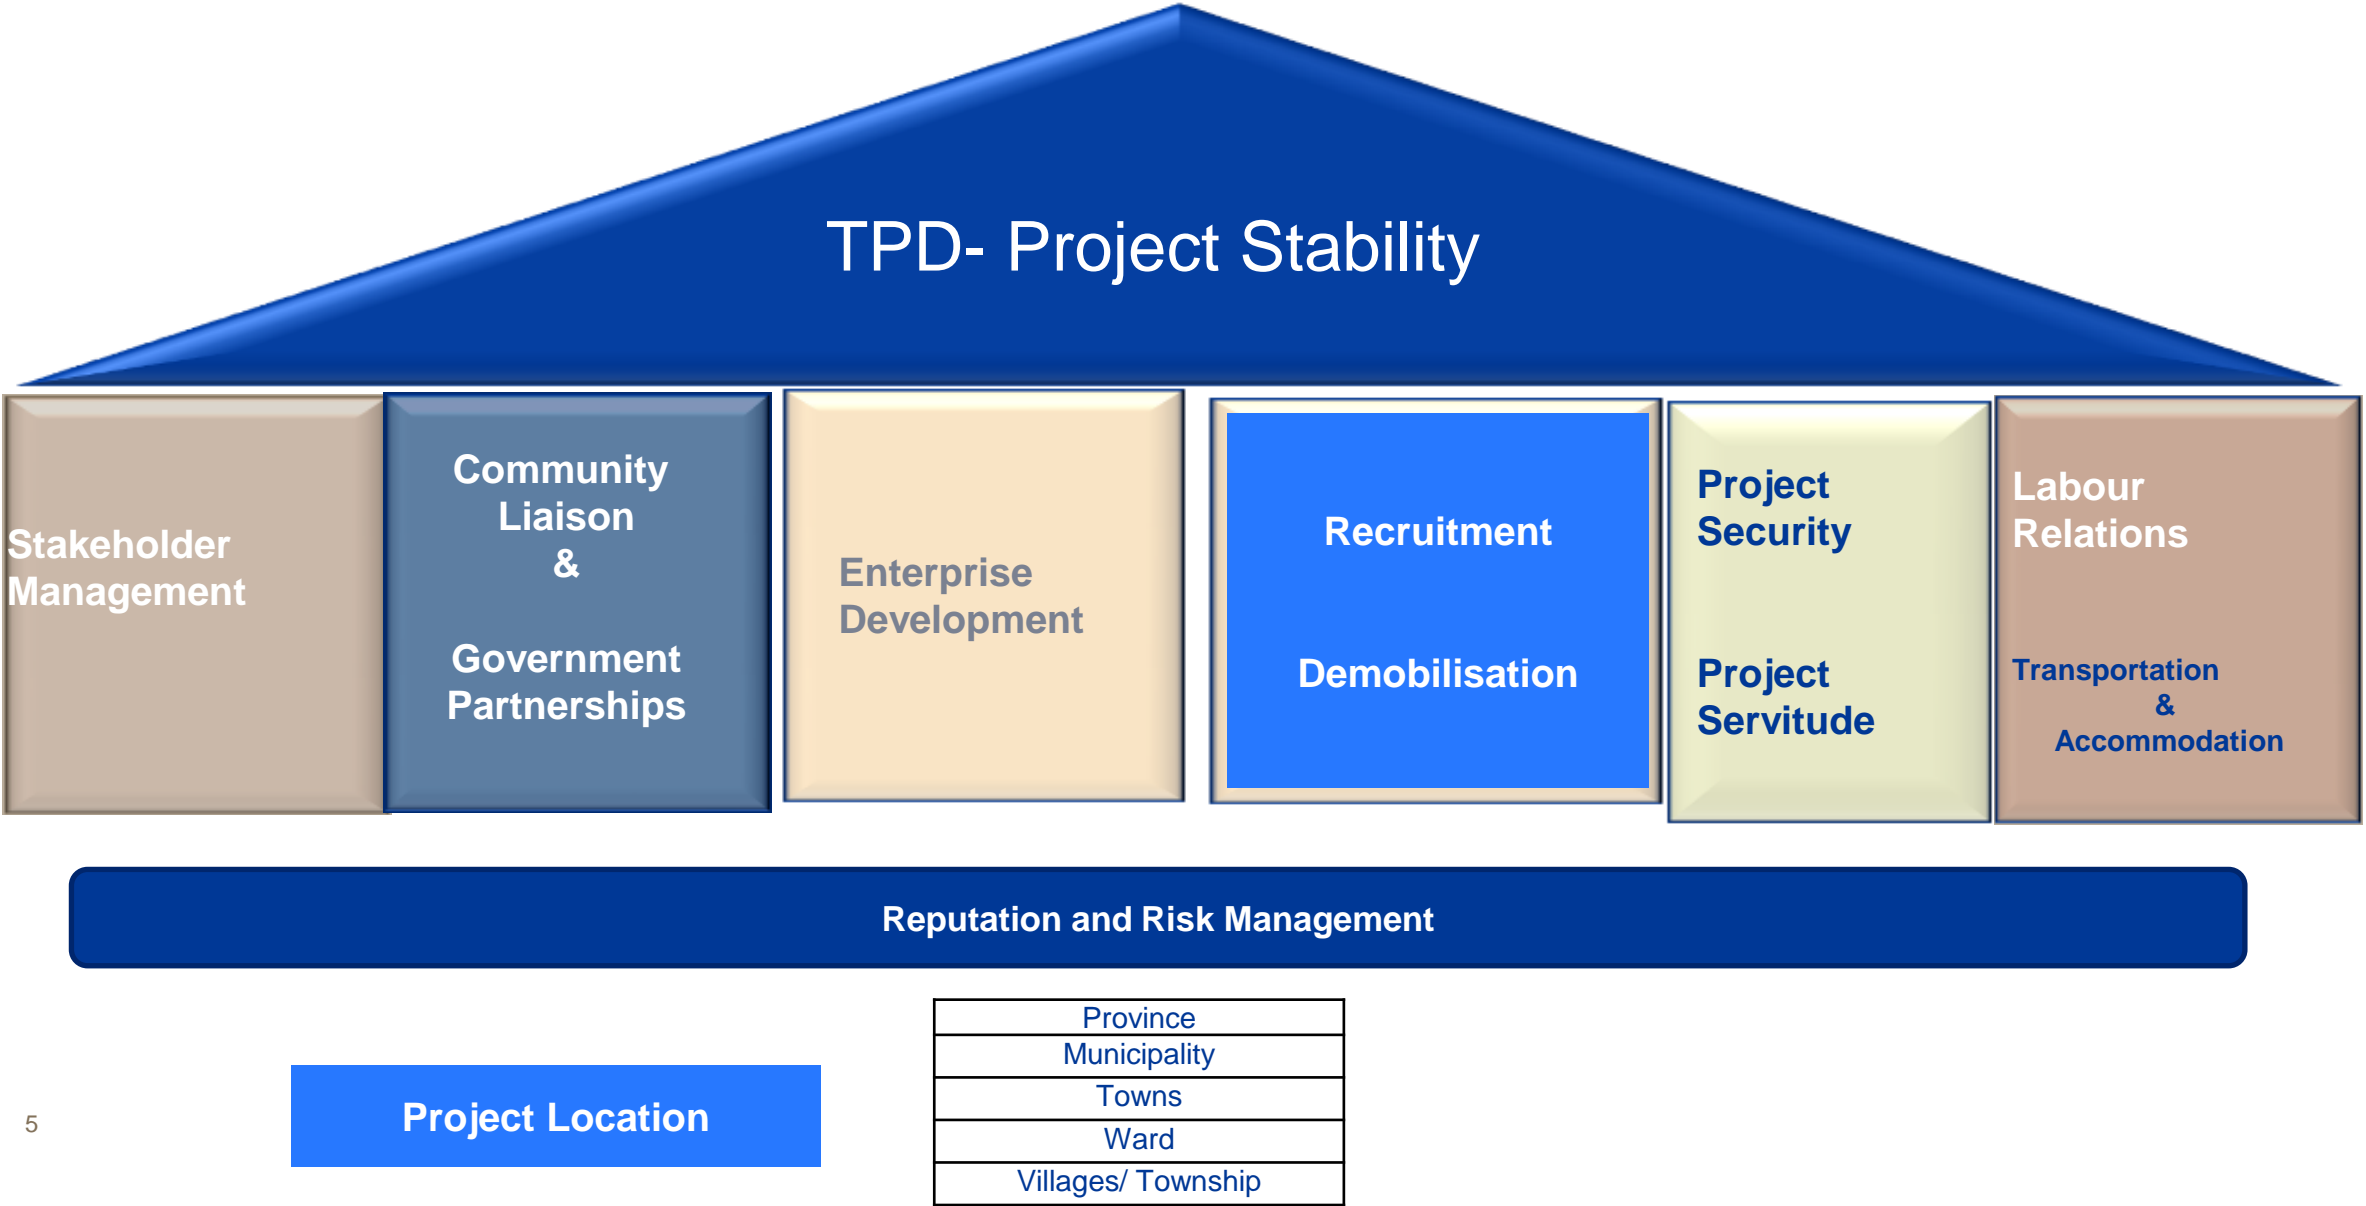 TPD- Project Stability
Stakeholder
Management
Community
Liaison
&
Government
Partnerships
Enterprise
Development
Recruitment
Demobilisation
Project
Security
Project
Servitude
Labour
Relations
Transportation
&
Accommodation
Reputation and Risk Management
Project Location
Province
Municipality
Towns
Ward
Villages/ Township
5